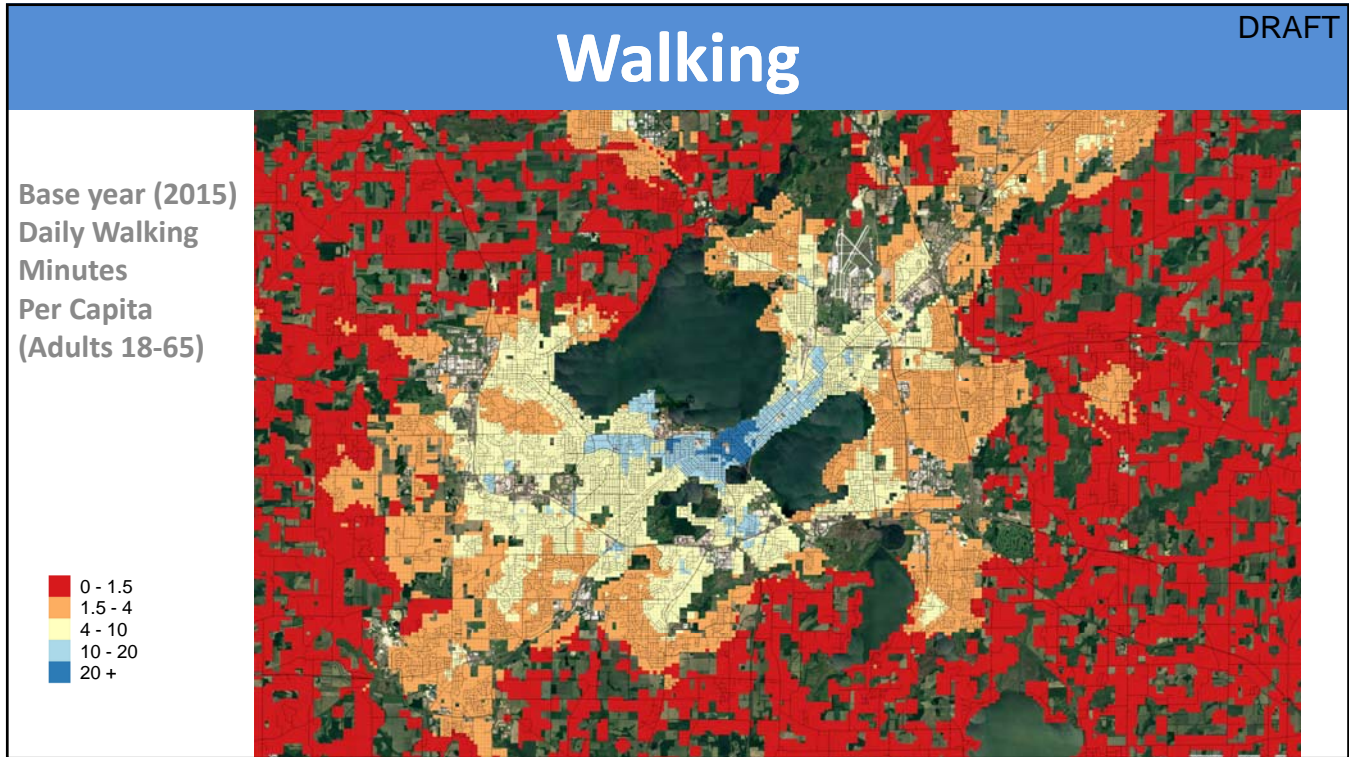 DRAFT
Walking
Base year (2015)
Daily Walking
Minutes
Per Capita
(Adults 18-65)
0 - 1.5
1.5 - 4
4 - 10
10 - 20
20 +